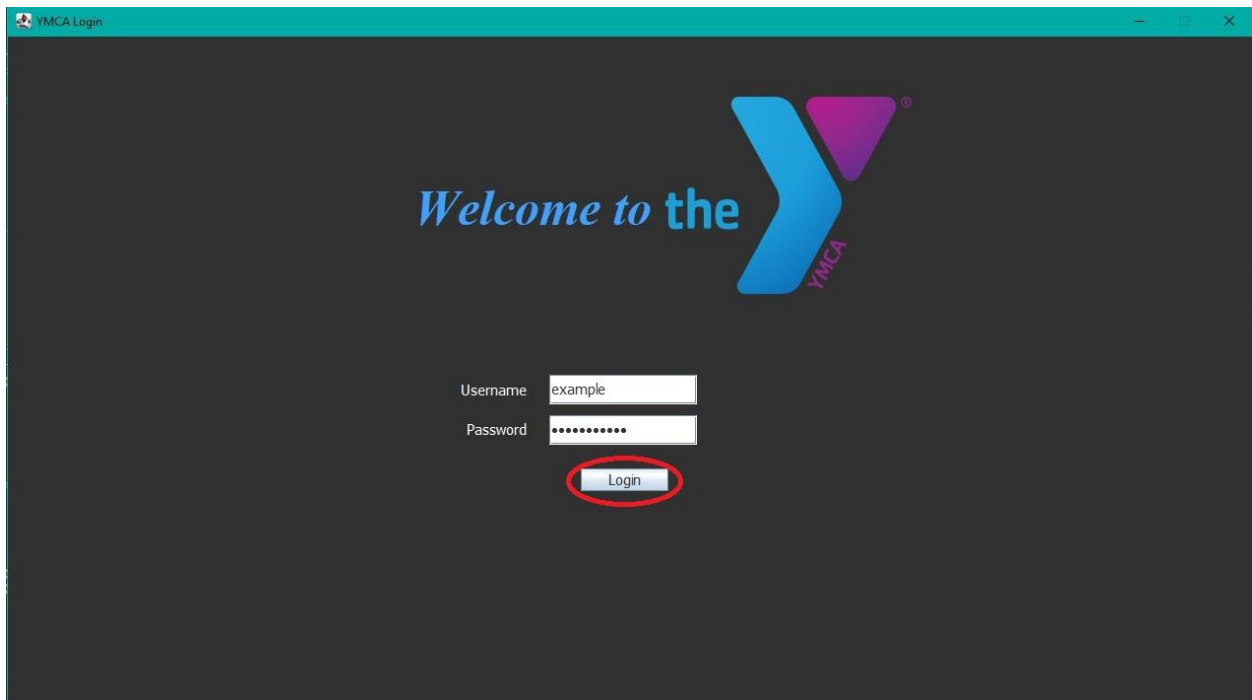 YMCA Login
Welcome to the
YMCA
®
Username example
Password •••••••••••
Login